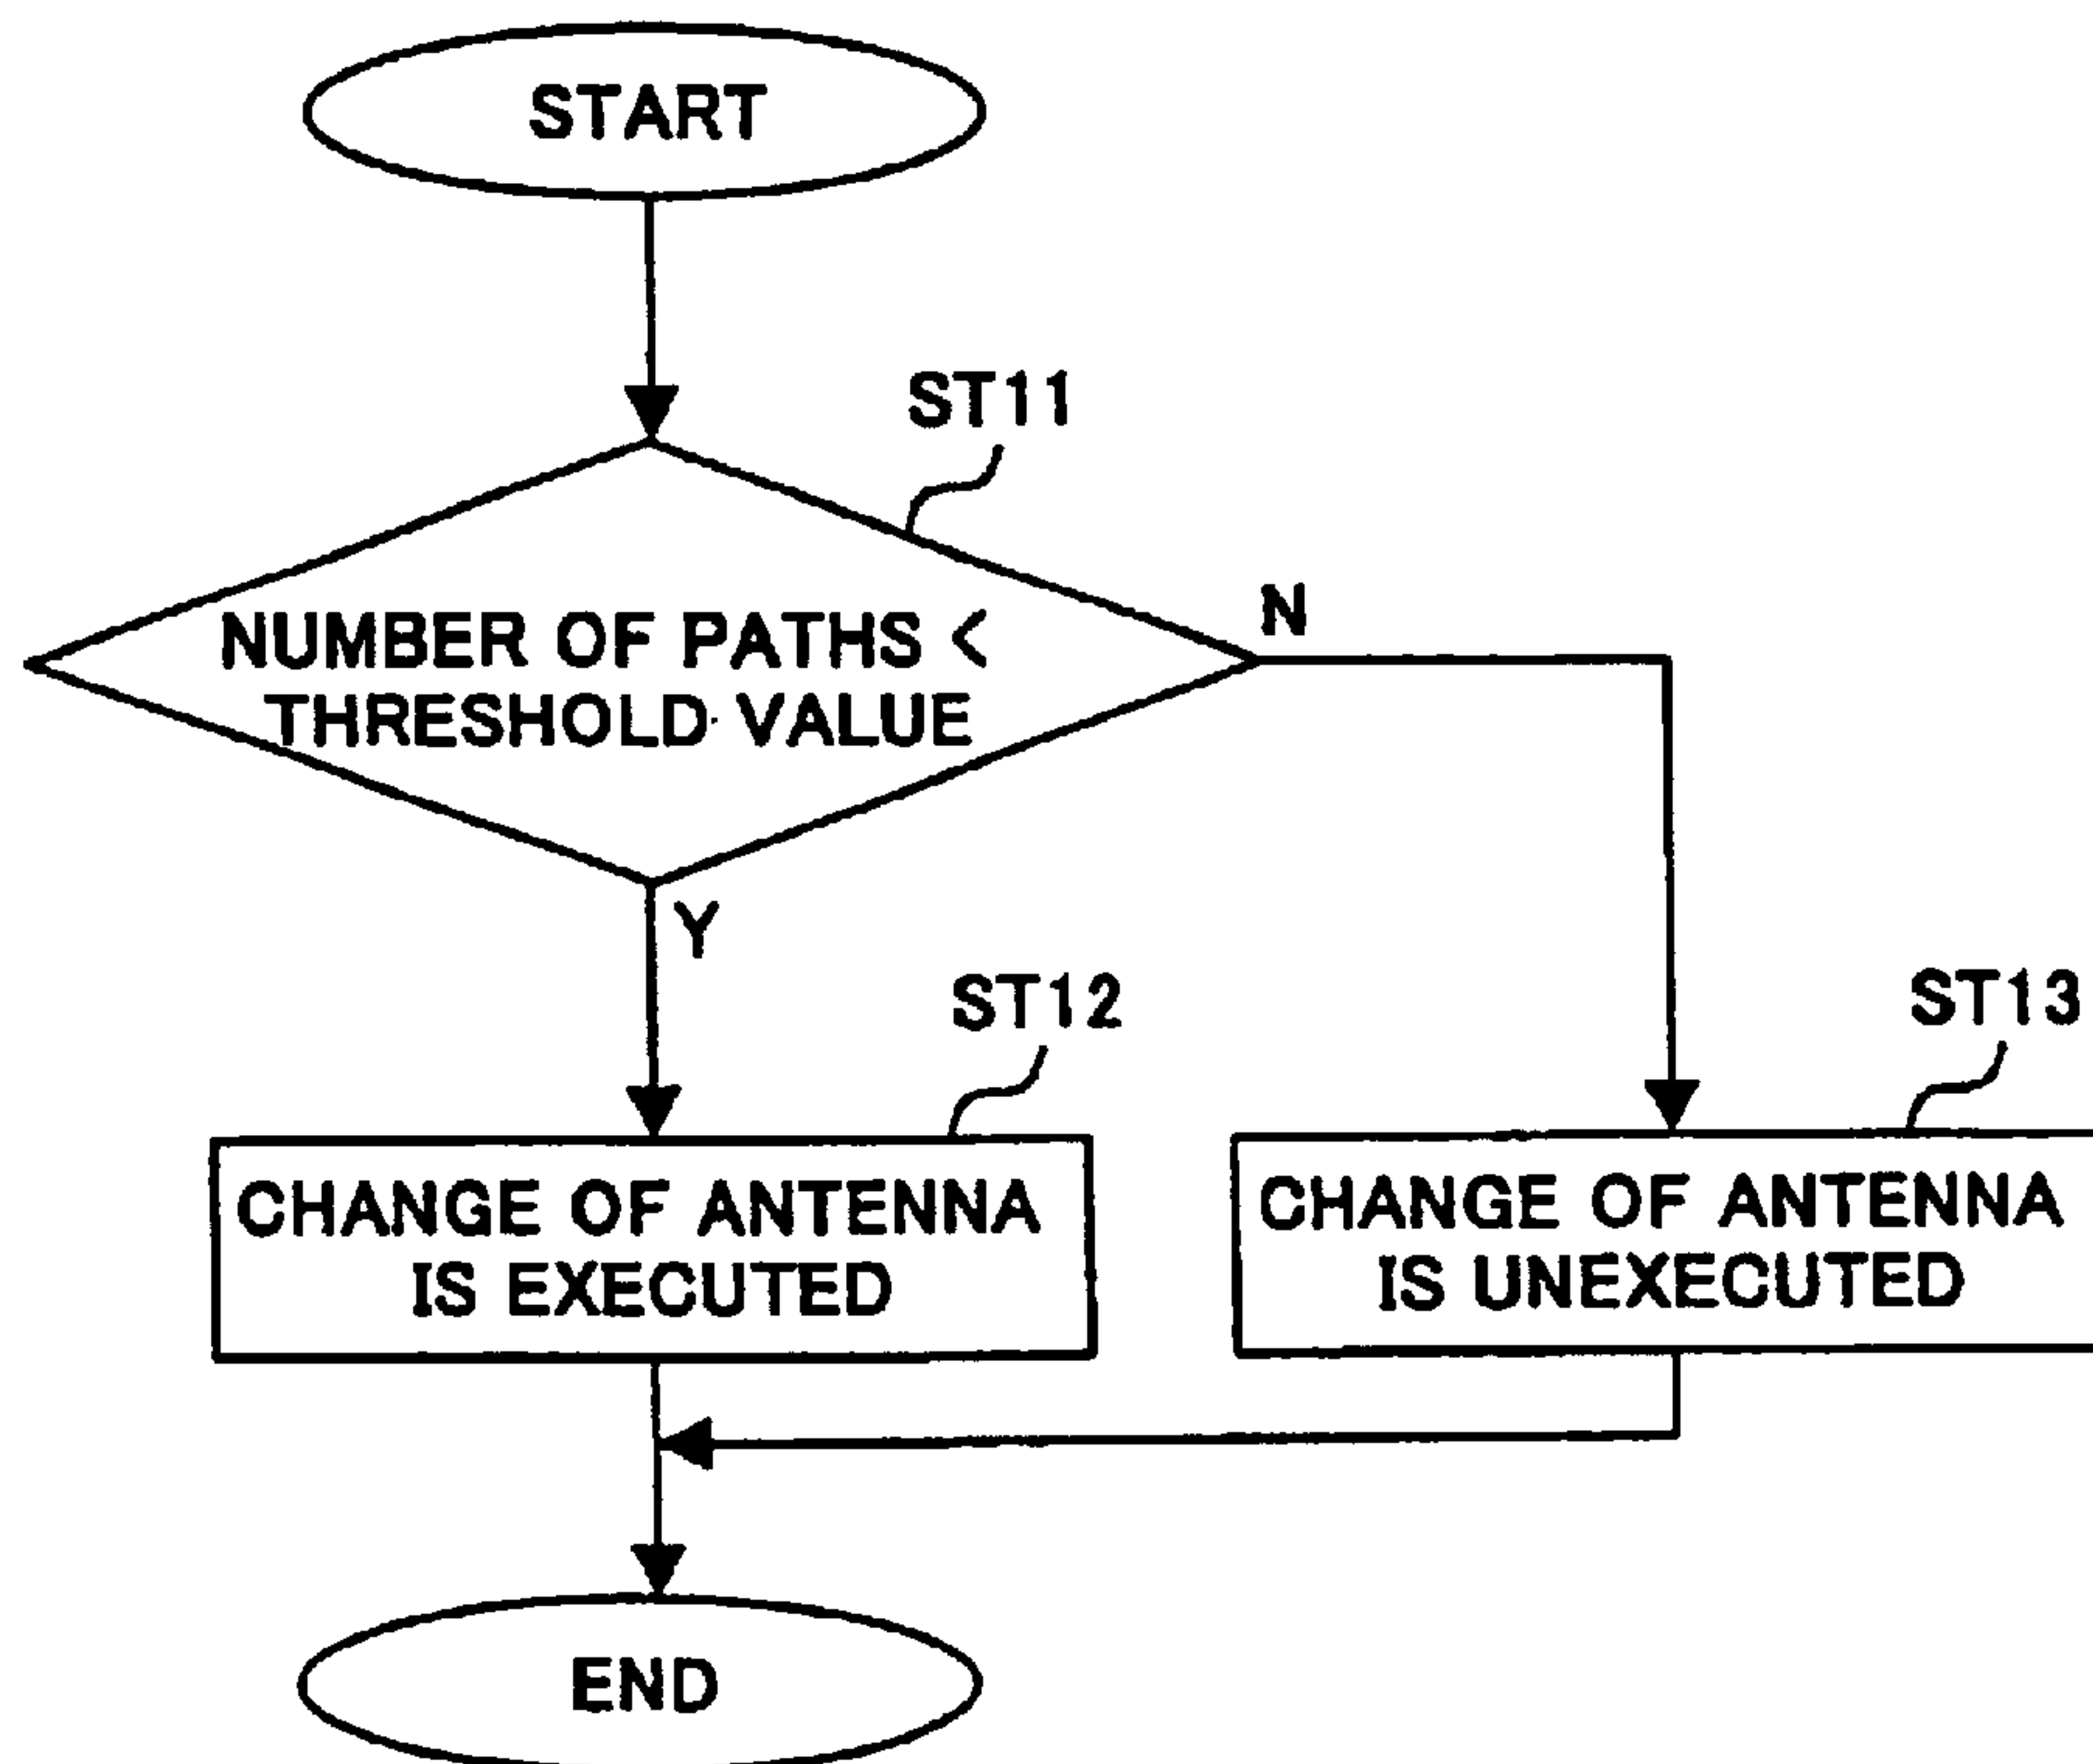 START
ST11
NUMBER OF PATHS <
THRESHOLD VALUE
N
Y
ST12
ST13
CHANGE OF ANTENNA
IS EXECUTED
CHANGE OF ANTENNA
IS UNEXECUTED
END